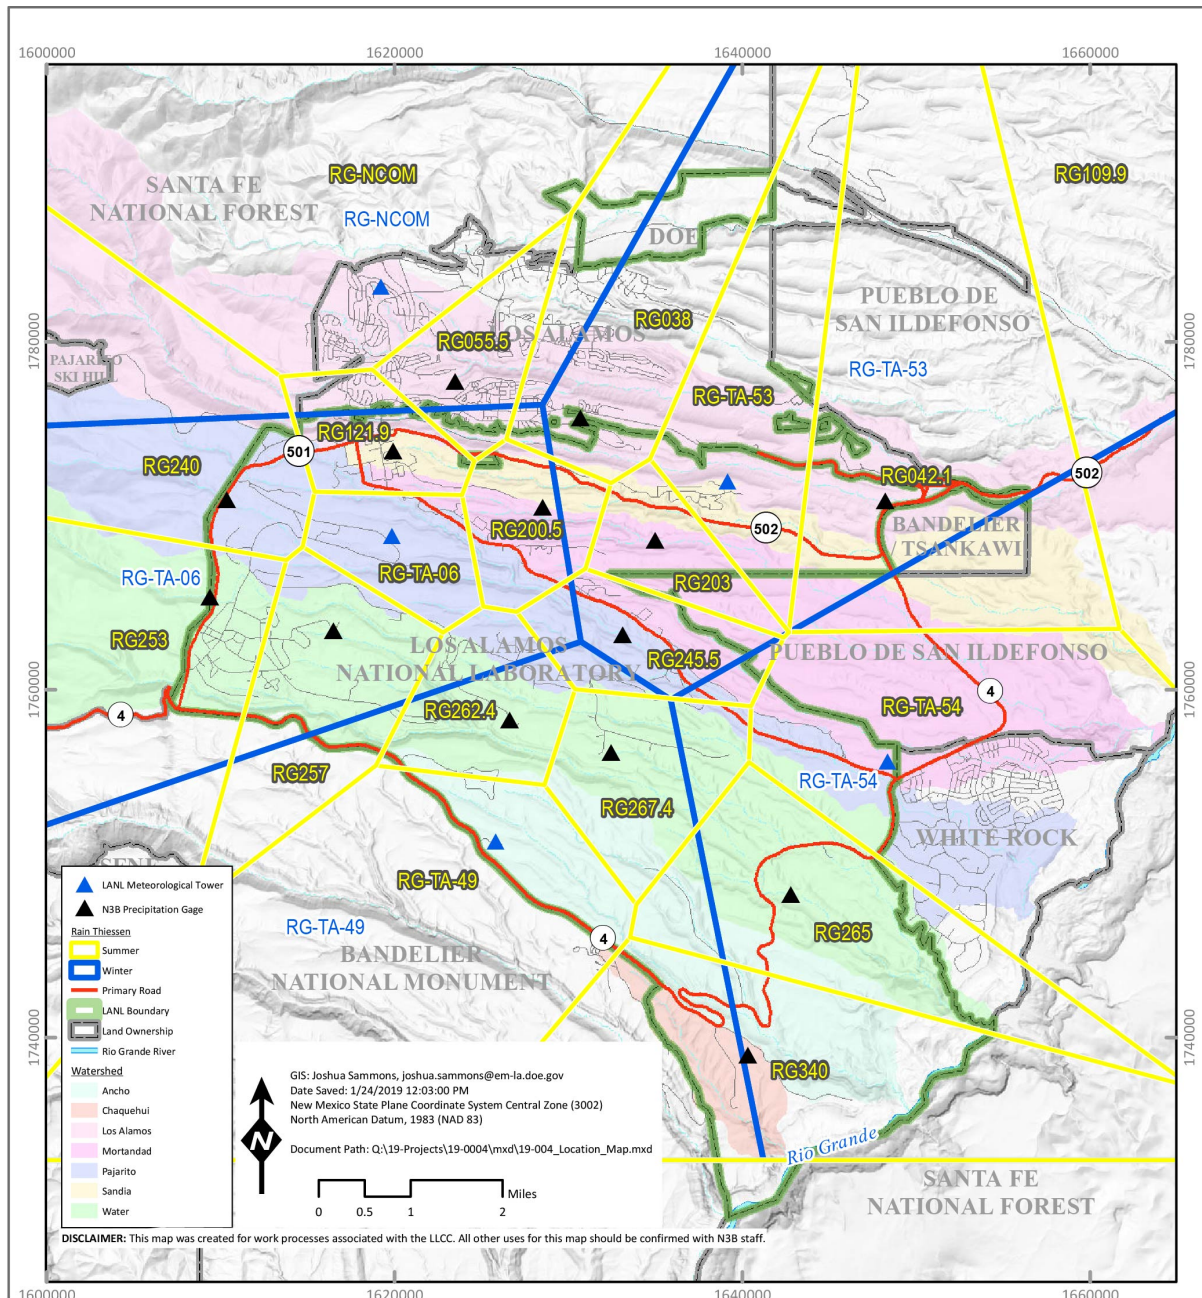 1600000
1620000
1640000
1660000
RG-NCOM
RG109.9
SANTA FE
NATIONAL FOREST
RG-NCOM
DOE
PUEBLO DE
SAN ILDEFONSO
RG038
LOS ALAMOS
RG055.5
1780000
1780000
PAJARITO
SKI HILL
RG-TA-53
RG-TA-53
RG121.9
501
RG240
502
RG042.1
RG200.5
502
BANDELIER
TSANKAWI
RG-TA-06
RG-TA-06
RG203
RG253
LOS ALAMOS
NATIONAL LABORATORY
RG245.5
PUEBLO DE SAN ILDEFONSO
1760000
1760000
4
4
RG262.4
RG-TA-54
RG257
RG-TA-54
RG267.4
WHITE ROCK
RG-TA-49
RG265
RG-TA-49
4
BANDELIER
NATIONAL MONUMENT
LANL Meteorological Tower
N3B Precipitation Gage
Rain Thiessen
Summer
Winter
Primary Road
LANL Boundary
Land Ownership
Rio Grande River
Watershed
Ancho
Chaquehui
Los Alamos
Mortandad
Pajarito
Sandia
Water
1740000
1740000
GIS: Joshua Sammons, joshua.sammons@em-la.doe.gov
Date Saved: 1/24/2019 12:03:00 PM
New Mexico State Plane Coordinate System Central Zone (3002)
North American Datum, 1983 (NAD 83)
Document Path: Q:\19-Projects\19-0004\mxd\19-004_Location_Map.mxd
N
Miles
0 0.5 1 2
RG340
Rio Grande
SANTA FE
NATIONAL FOREST
DISCLAIMER: This map was created for work processes associated with the LLCC. All other uses for this map should be confirmed with N3B staff.
1600000
1620000
1640000
1660000